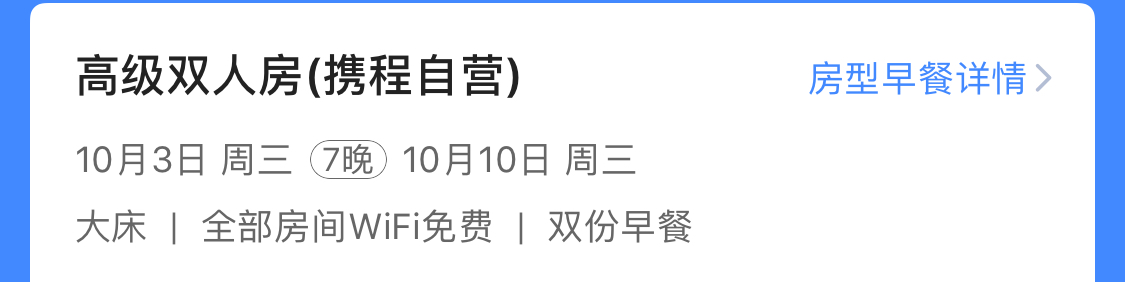 高级双人房(携程自营) 房型早餐详情
10月3日 周三 7晚 10月10日 周三
大床 | 全部房间WiFi免费 | 双份早餐